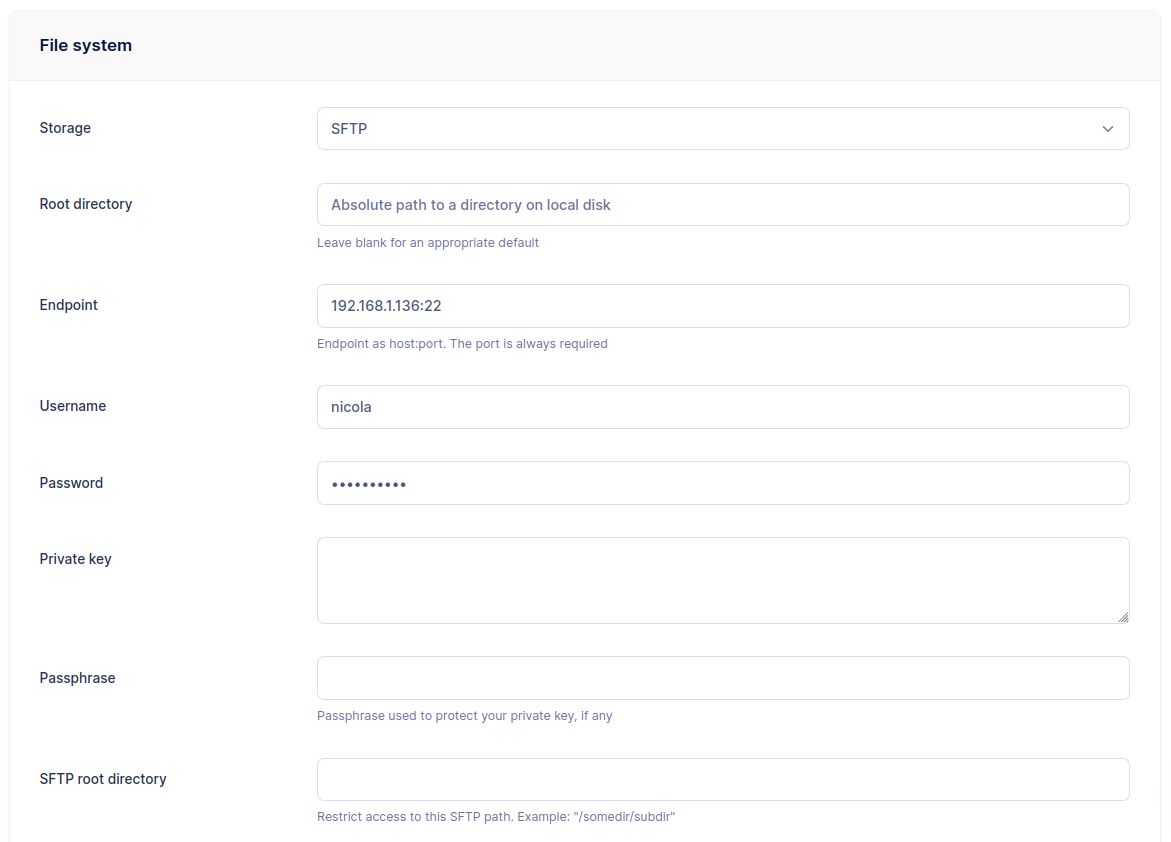 File system
Storage
SFTP
Root directory
Absolute path to a directory on local disk
Leave blank for an appropriate default
Endpoint
192.168.1.136:22
Endpoint as host:port. The port is always required
Username
nicola
Password
••••••••••
Private key
Passphrase
Passphrase used to protect your private key, if any
SFTP root directory
Restrict access to this SFTP path. Example: "/somedir/subdir"